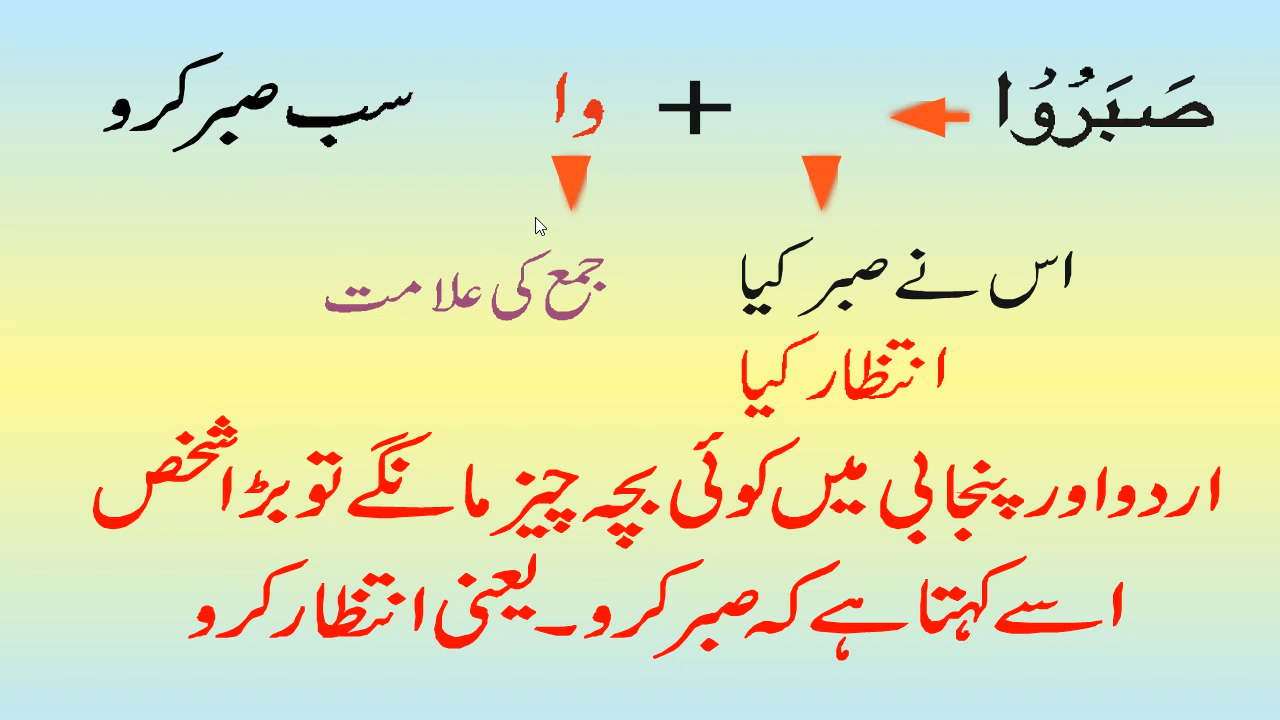 صَبَرُوْا + وا سب صبر کرو
اس نے صبر کیا جمع کی علامت
انتظار کیا
اردو اور پنجابی میں کوئی بچہ چیز مانگے تو بڑا شخص
اسے کہتا ہے کہ صبر کرو۔ یعنی انتظار کرو